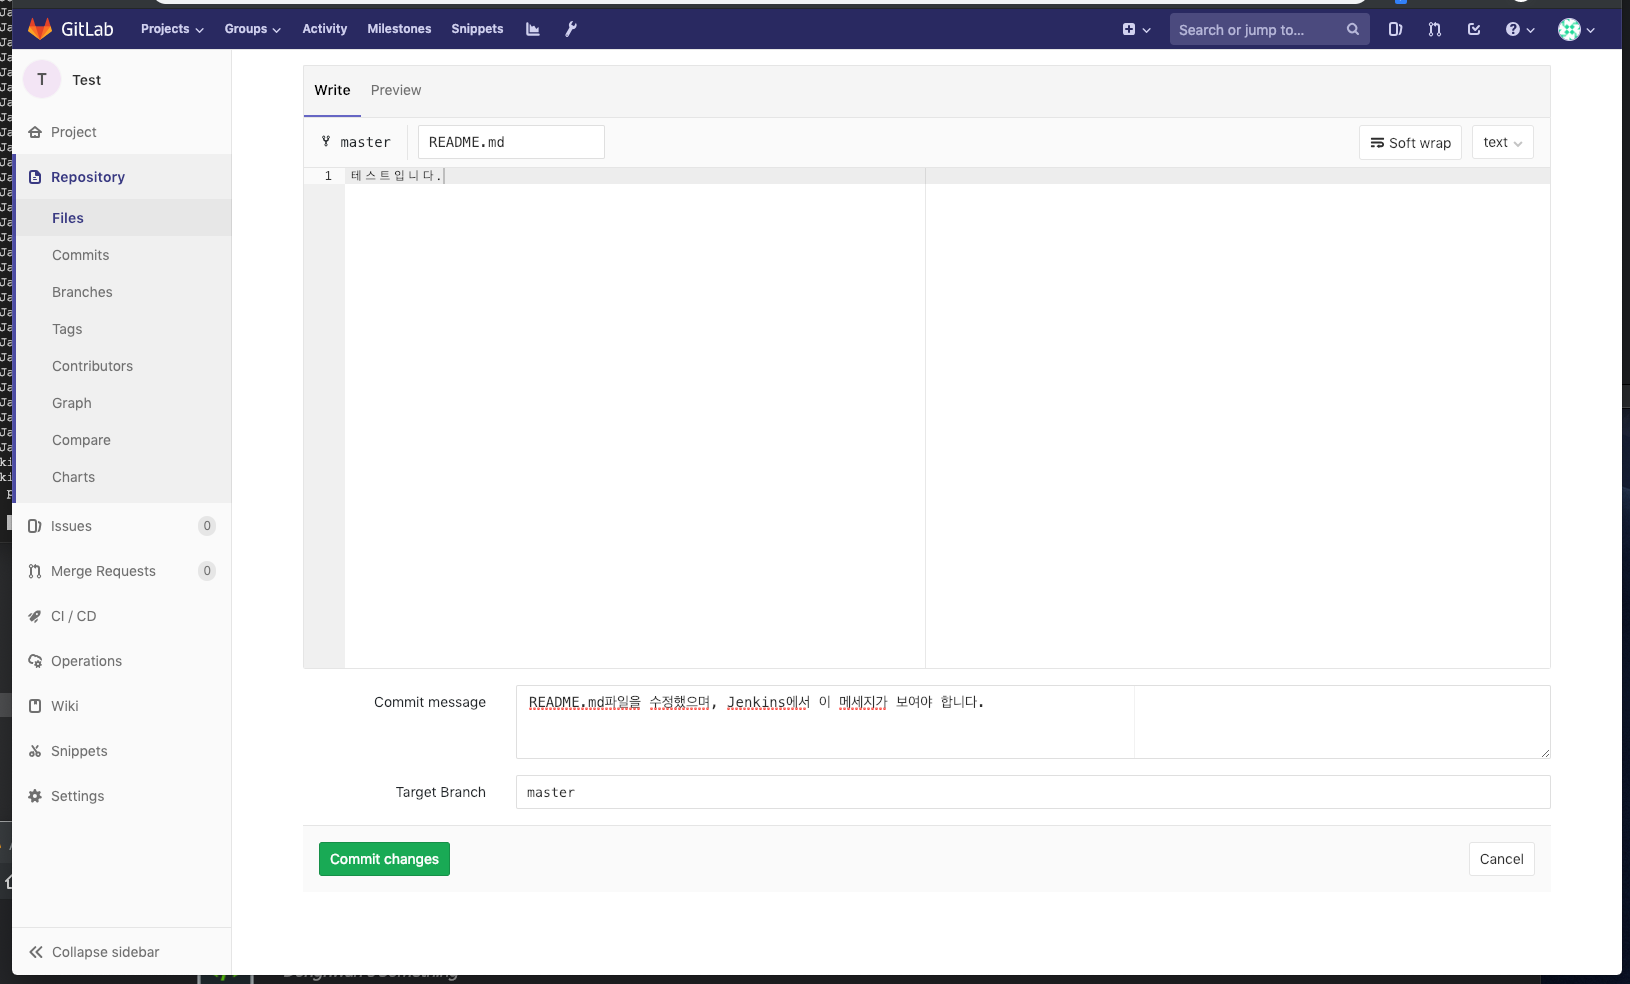 GitLab Projects Groups Activity Milestones Snippets Search or jump to...
T Test
Project
Repository
Files
Commits
Branches
Tags
Contributors
Graph
Compare
Charts
Issues 0
Merge Requests 0
CI / CD
Operations
Wiki
Snippets
Settings
Collapse sidebar
Write Preview
master README.md Soft wrap text
1 테스트입니다.
Commit message README.md파일을 수정했으며, Jenkins에서 이 메세지가 보여야 합니다.
Target Branch master
Commit changes Cancel